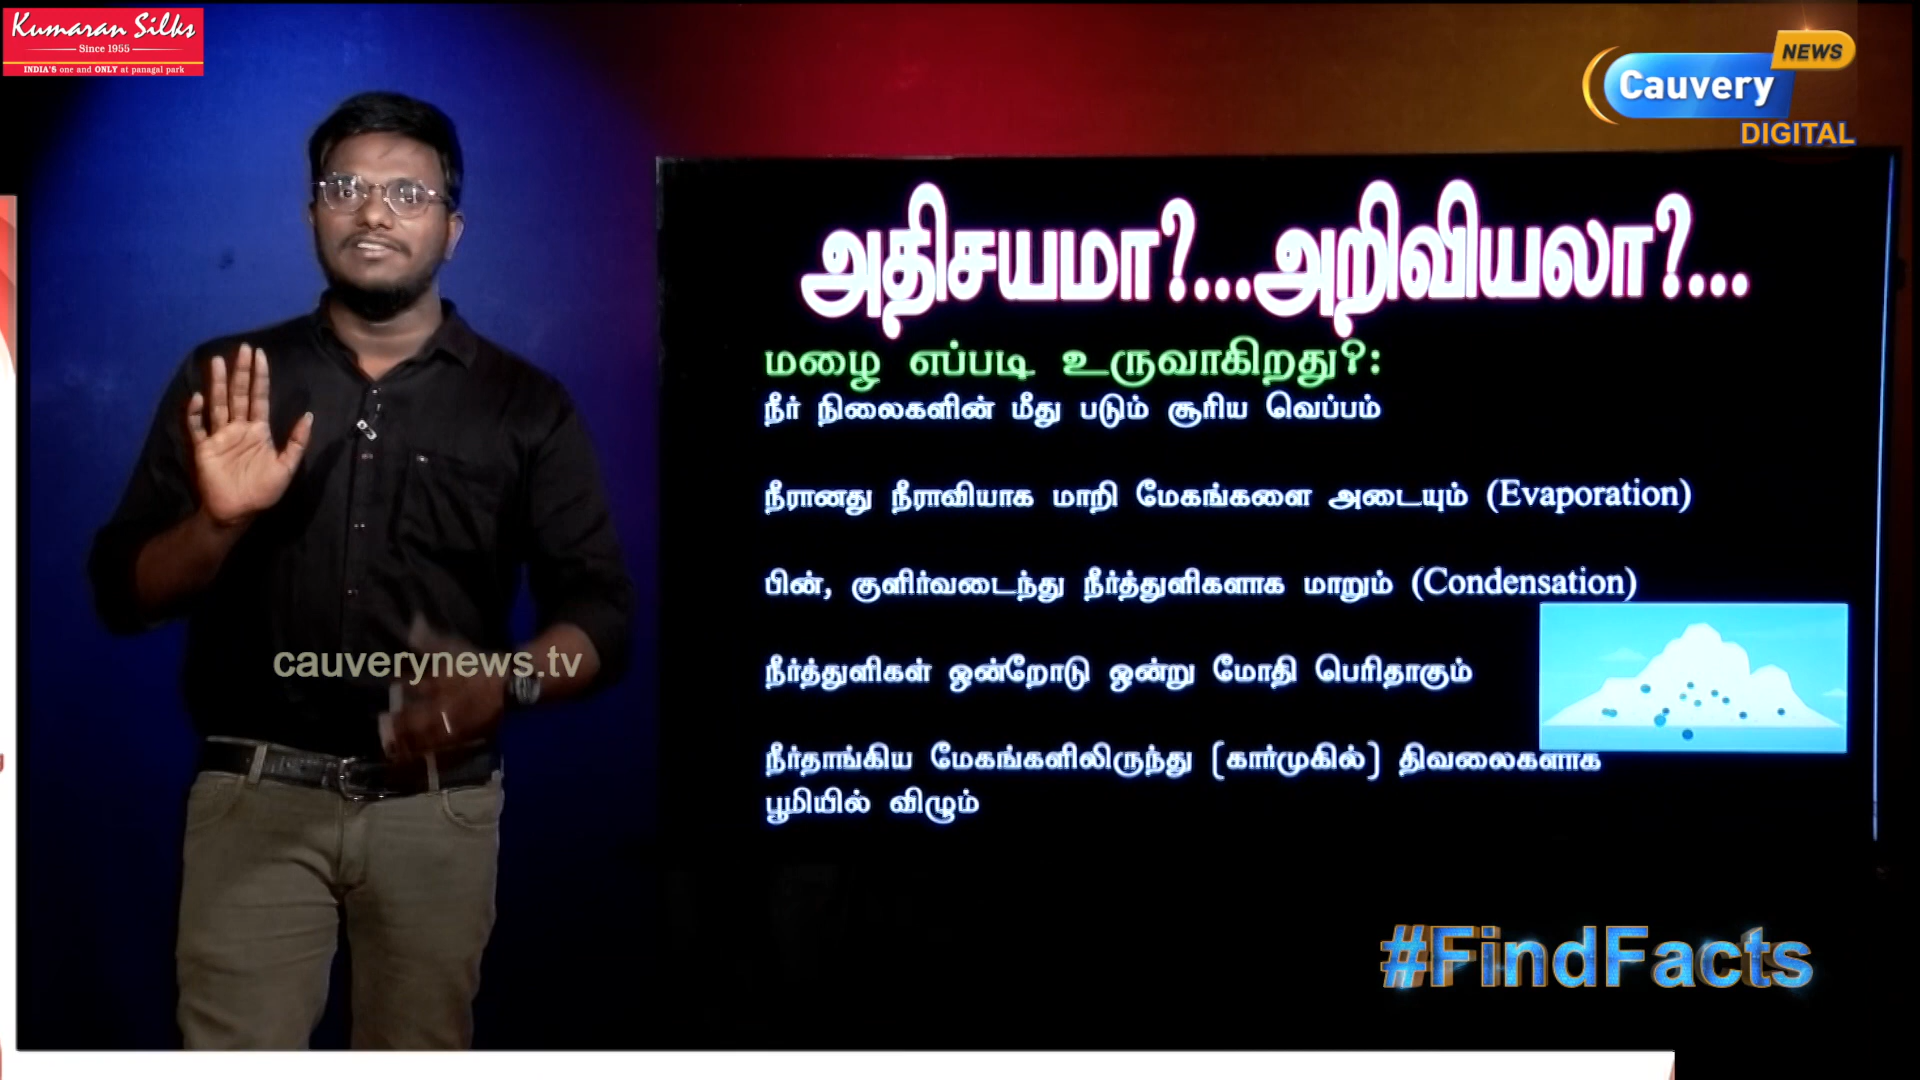 Kumaran Silks
Since 1955
INDIA'S one and ONLY at panagal park
Cauvery NEWS
DIGITAL
அதிசயமா?...அறிவியலா?...
மழை எப்படி உருவாகிறது?:
நீர் நிலைகளின் மீது படும் சூரிய வெப்பம்
நீரானது நீராவியாக மாறி மேகங்களை அடையும் (Evaporation)
பின், குளிர்வடைந்து நீர்த்துளிகளாக மாறும் (Condensation)
cauverynews.tv
நீர்த்துளிகள் ஒன்றோடு ஒன்று மோதி பெரிதாகும்
நீர்தாங்கிய மேகங்களிலிருந்து [கார்முகில்] திவலைகளாக
பூமியில் விழும்
#FindFacts